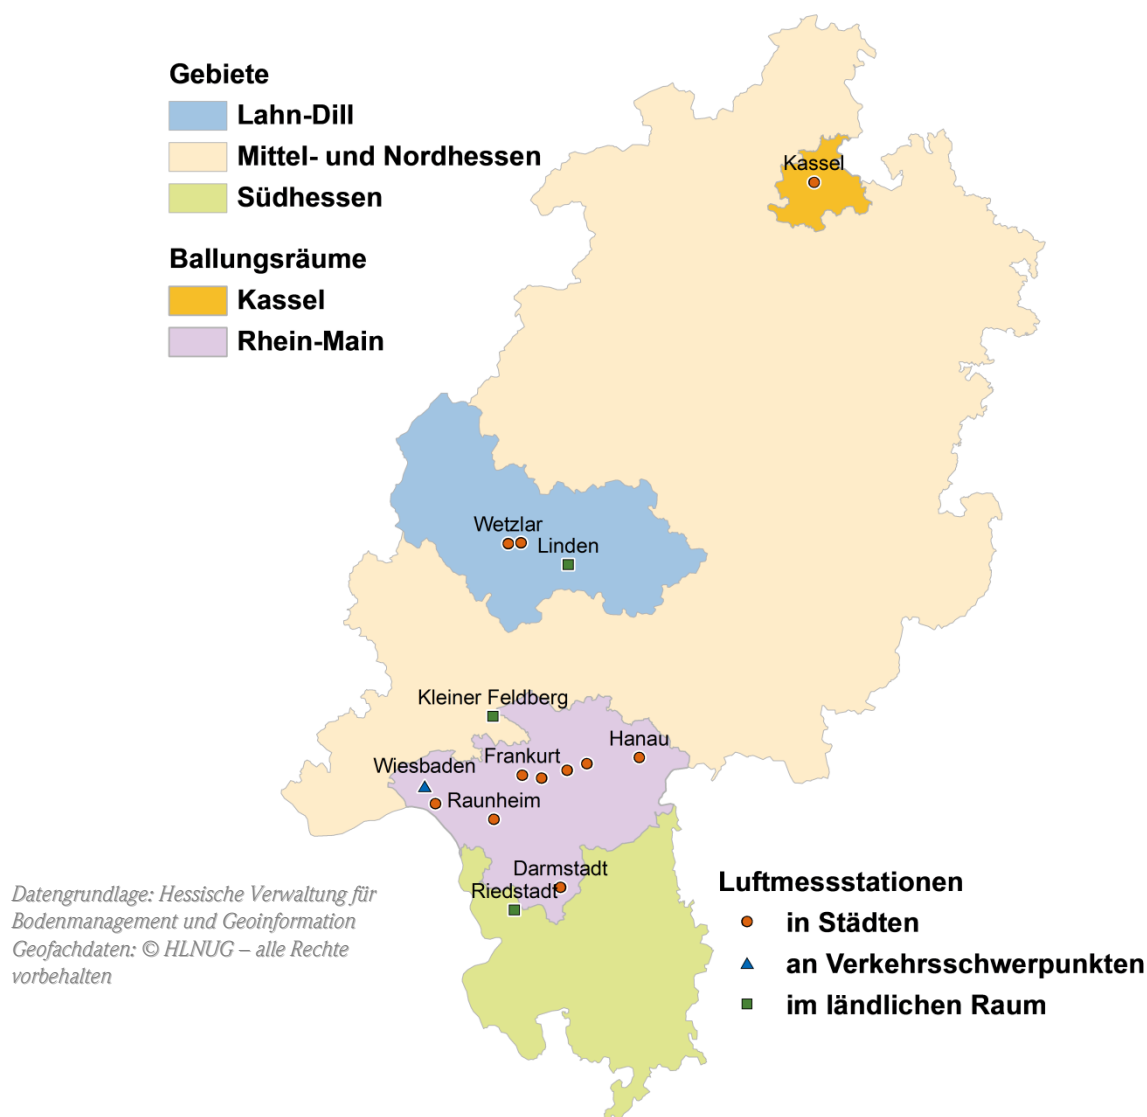 Gebiete
Lahn-Dill
Mittel- und Nordhessen
Südhessen
Ballungsräume
Kassel
Rhein-Main
Kassel
Wetzlar
Linden
Kleiner Feldberg
Hanau
Frankurt
Wiesbaden
Raunheim
Darmstadt
Riedstadt
Datengrundlage: Hessische Verwaltung für
Bodenmanagement und Geoinformation
Geofachdaten: © HLNUG – alle Rechte
vorbehalten
Luftmessstationen
in Städten
an Verkehrsschwerpunkten
im ländlichen Raum